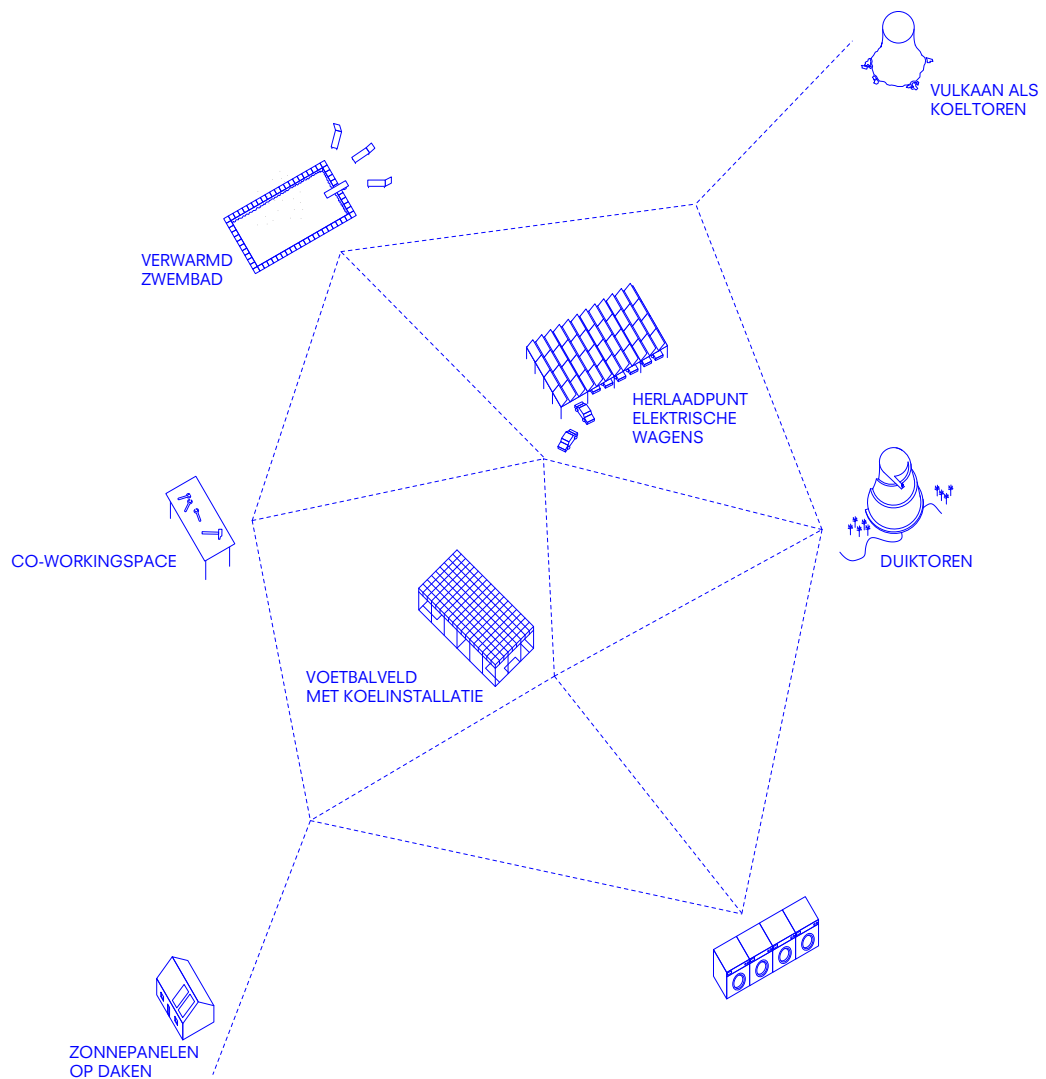 VULKAAN ALS
KOELTOREN
VERWARMD
ZWEMBAD
HERLAADPUNT
ELEKTRISCHE
WAGENS
CO-WORKINGSPACE
DUIKTOREN
VOETBALVELD
MET KOELINSTALLATIE
ZONNEPANELEN
OP DAKEN